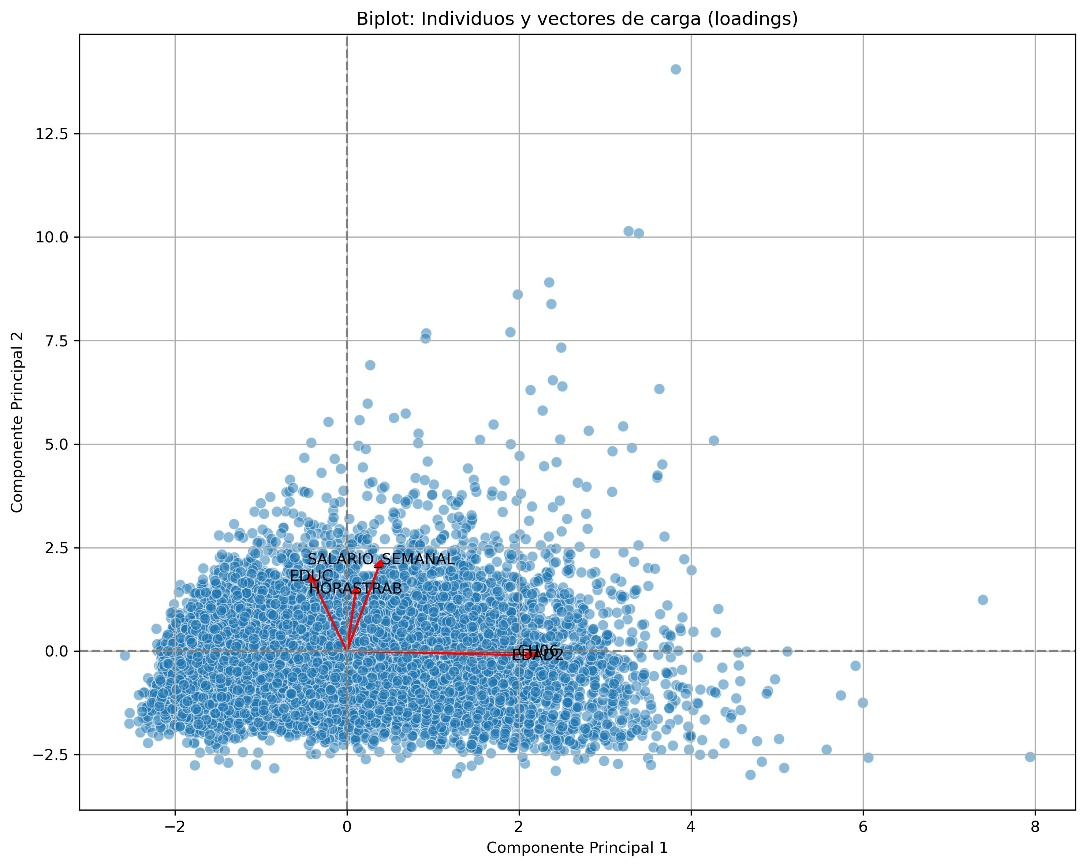 Biplot: Individuos y vectores de carga (loadings)
12.5
10.0
7.5
5.0
2.5
0.0
−2.5
Componente Principal 2
SALARIO_SEMANAL
EDUC
HORASTRAB
CH06
EDAD2
−2
0
2
4
6
8
Componente Principal 1